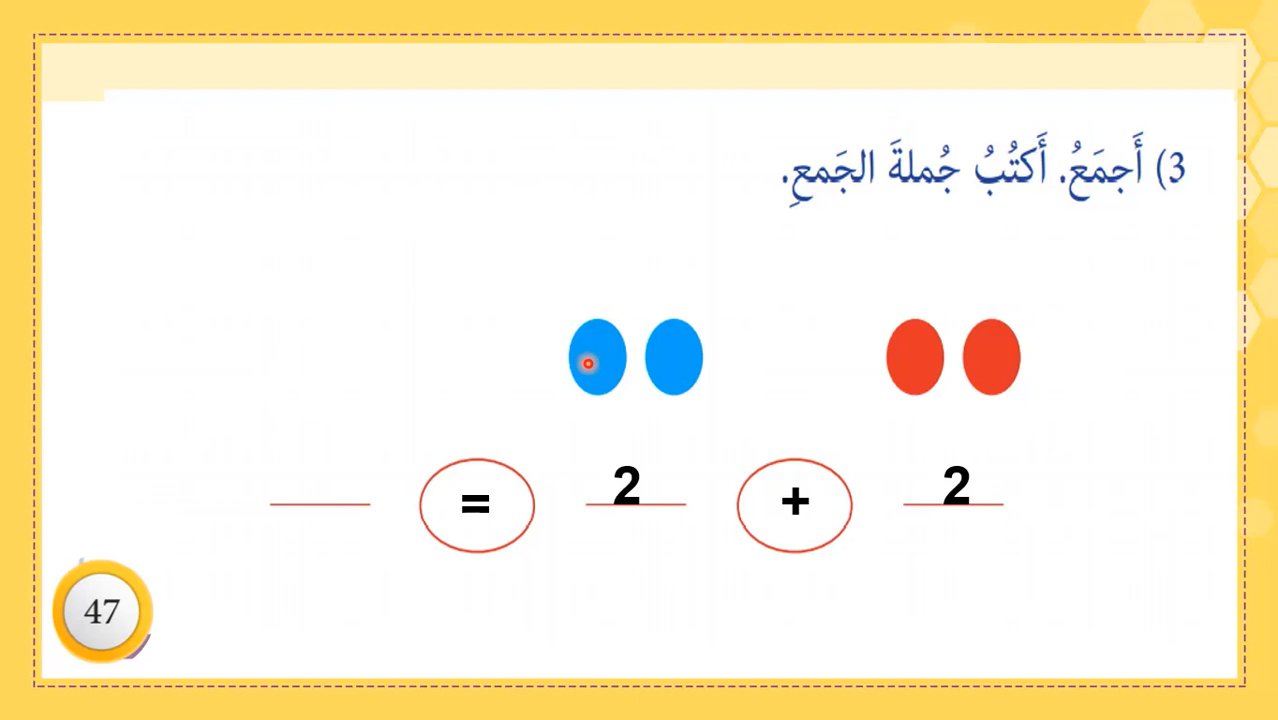 3) أَجمَعُ. أَكتُبُ جُملةَ الجَمعِ.
2 + 2 =
47